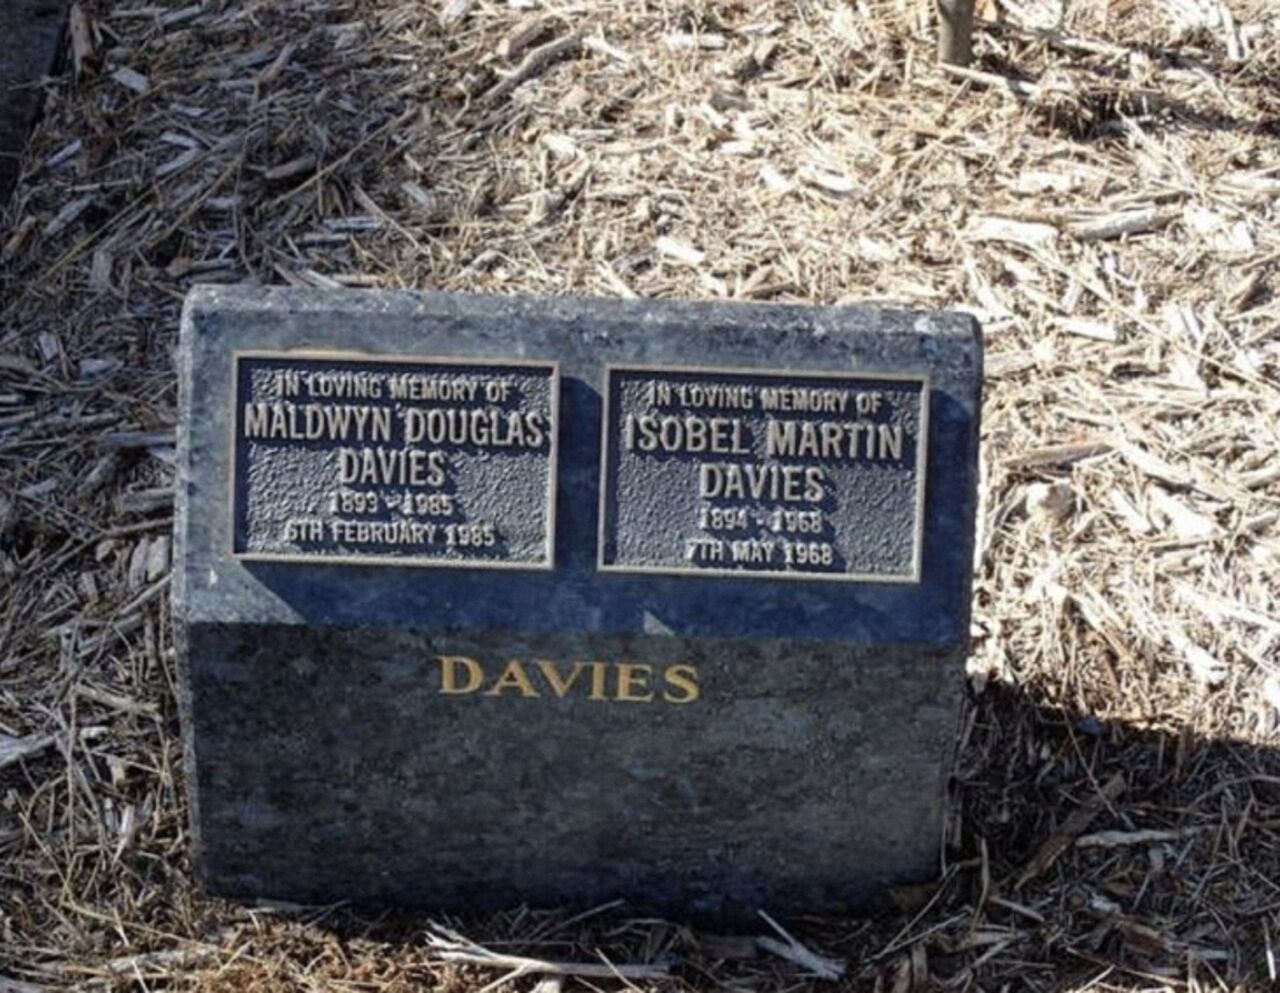 IN LOVING MEMORY OF
MALDWYN DOUGLAS
DAVIES
1893 - 1985
6TH FEBRUARY 1985
IN LOVING MEMORY OF
ISOBEL MARTIN
DAVIES
1894 - 1968
7TH MAY 1968
DAVIES